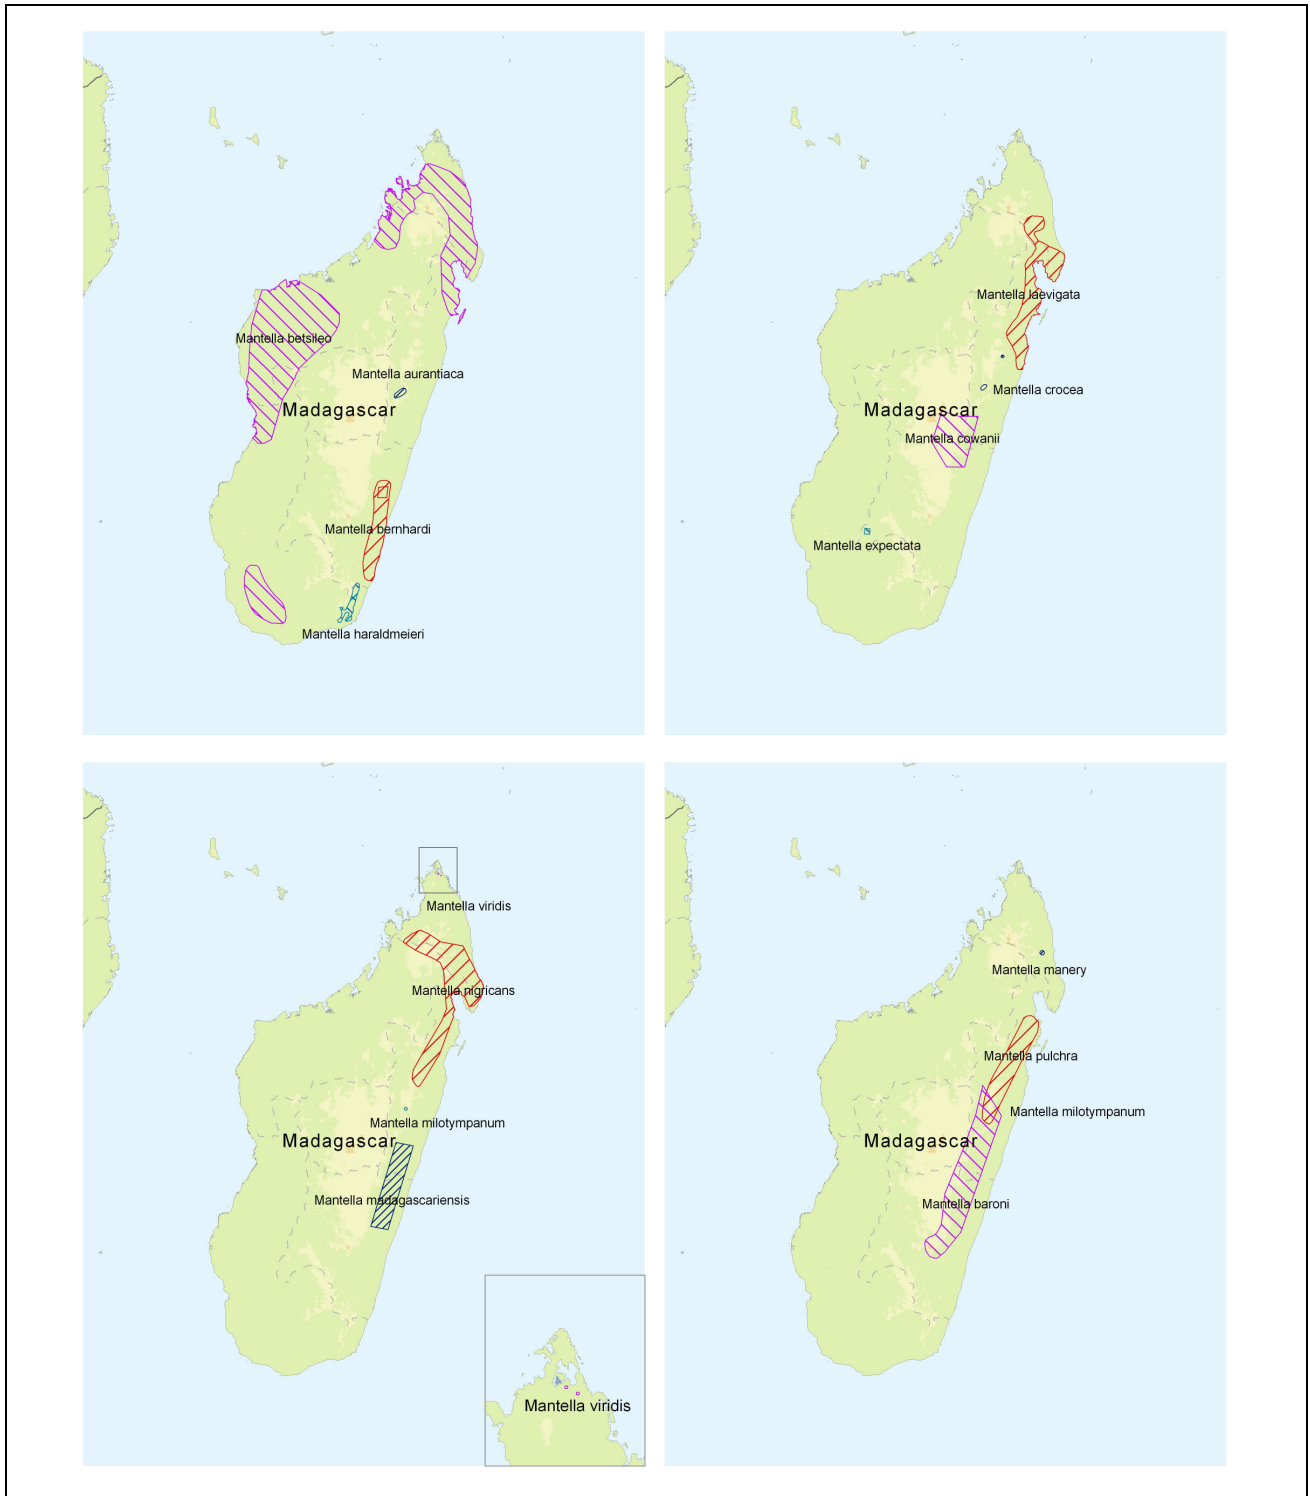 Mantella betsileo
Mantella aurantiaca
Madagascar
Mantella bernhardi
Mantella haraldmeieri
Mantella laevigata
Mantella crocea
Madagascar
Mantella cowanii
Mantella expectata
Mantella viridis
Mantella nigricans
Mantella milotympanum
Madagascar
Mantella madagascariensis
Mantella viridis
Mantella manery
Mantella pulchra
Mantella milotympanum
Madagascar
Mantella baroni